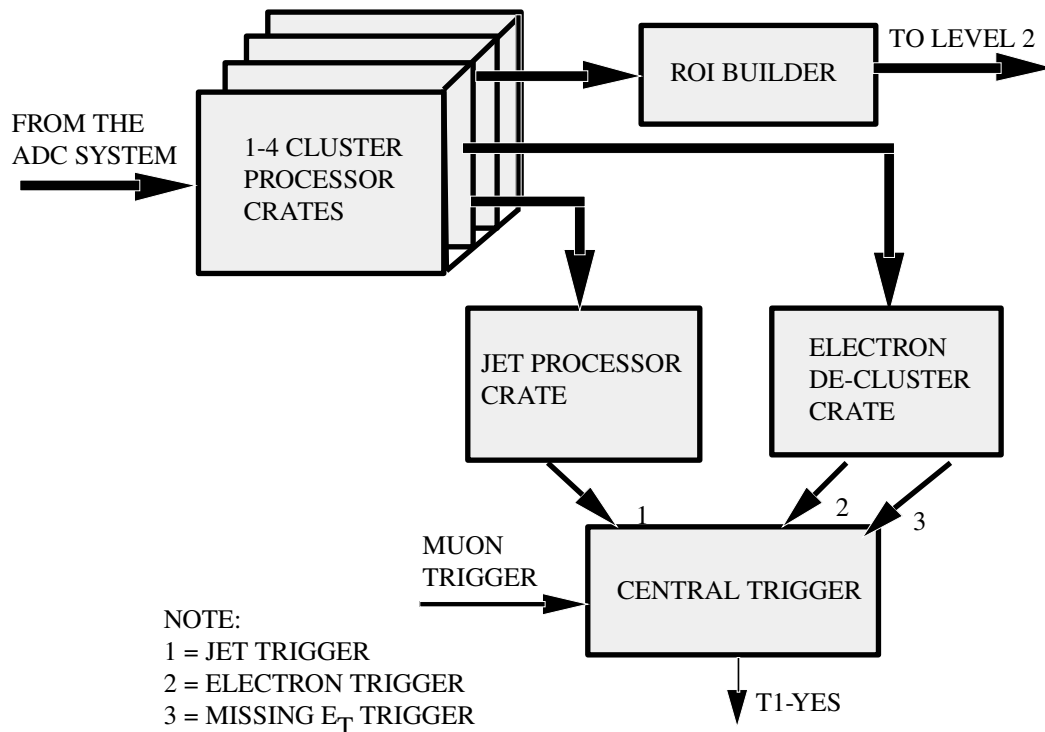 TO LEVEL 2
ROI BUILDER
FROM THE
ADC SYSTEM
1-4 CLUSTER
PROCESSOR
CRATES
JET PROCESSOR
CRATE
ELECTRON
DE-CLUSTER
CRATE
1
2
3
MUON
TRIGGER
CENTRAL TRIGGER
NOTE:
1 = JET TRIGGER
2 = ELECTRON TRIGGER
3 = MISSING ET TRIGGER
T1-YES